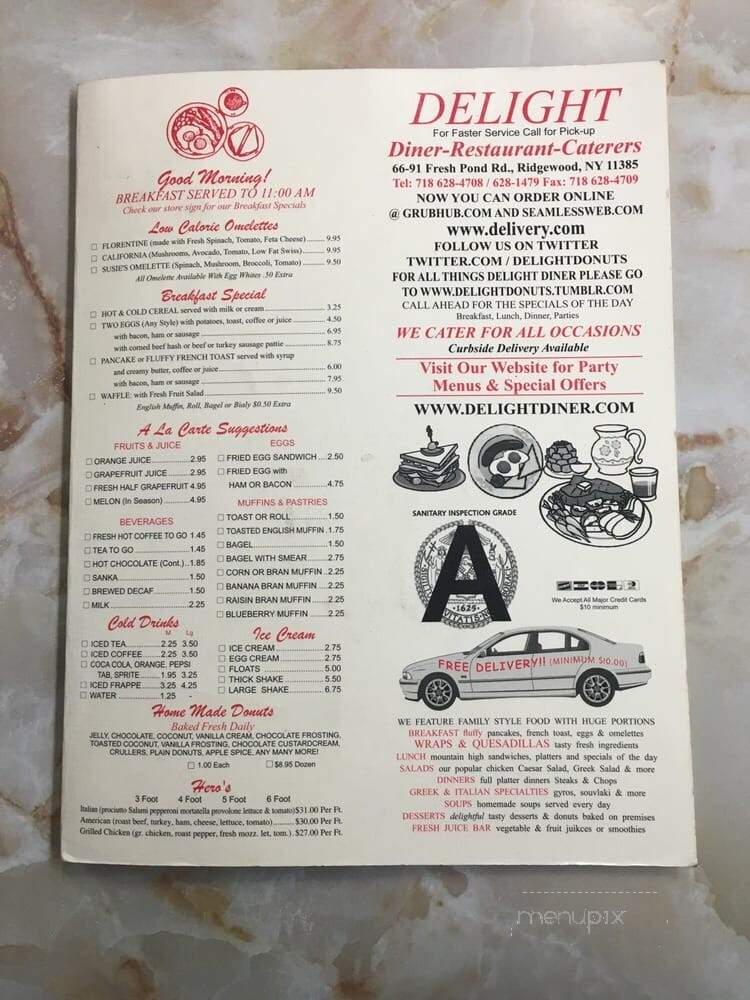 Good Morning!
BREAKFAST SERVED TO 11:00 AM
Check our store sign for our Breakfast Specials
Low Calorie Omelettes
FLORENTINE (made with Fresh Spinach, Tomato, Feta Cheese) ........ 9.95
CALIFORNIA (Mushrooms, Avocado, Tomato, Low Fat Swiss) ........ 9.95
SUSIE'S OMELETTE (Spinach, Mushroom, Broccoli, Tomato) ........ 9.50
All Omelette Available With Egg Whites .50 Extra
Breakfast Special
HOT & COLD CEREAL served with milk or cream ........ 3.25
TWO EGGS (Any Style) with potatoes, toast, coffee or juice ........ 4.50
with bacon, ham or sausage ........ 6.95
with corned beef hash or beef or turkey sausage pattie ........ 8.75
PANCAKE or FLUFFY FRENCH TOAST served with syrup
and creamy butter, coffee or juice ........ 6.00
with bacon, ham or sausage ........ 7.95
WAFFLE: with Fresh Fruit Salad ........ 9.50
English Muffin, Roll, Bagel or Bialy $0.50 Extra
A La Carte Suggestions
FRUITS & JUICE
ORANGE JUICE ........ 2.95
GRAPEFRUIT JUICE ........ 2.95
FRESH HALF GRAPEFRUIT 4.95
MELON (In Season) ........ 4.95
BEVERAGES
FRESH HOT COFFEE TO GO 1.45
TEA TO GO ........ 1.45
HOT CHOCOLATE (Cont.) .. 1.85
SANKA ........ 1.50
BREWED DECAF ........ 1.50
MILK ........ 2.25
EGGS
FRIED EGG SANDWICH ... 2.50
FRIED EGG with
HAM OR BACON ........ 4.75
MUFFINS & PASTRIES
TOAST OR ROLL ........ 1.50
TOASTED ENGLISH MUFFIN .1.75
BAGEL ........ 1.50
BAGEL WITH SMEAR ........ 2.75
CORN OR BRAN MUFFIN .. 2.25
BANANA BRAN MUFFIN .. 2.25
RAISIN BRAN MUFFIN ...... 2.25
BLUEBERRY MUFFIN ........ 2.25
Cold Drinks
M Lg
ICED TEA ........ 2.25 3.50
ICED COFFEE ........ 2.25 3.50
COCA COLA, ORANGE, PEPSI
TAB, SPRITE ........ 1.95 3.25
ICED FRAPPE ........ 3.25 4.25
WATER ........ 1.25 -
Ice Cream
ICE CREAM ........ 2.75
EGG CREAM ........ 2.75
FLOATS ........ 5.00
THICK SHAKE ........ 5.50
LARGE SHAKE ........ 6.75
Home Made Donuts
Baked Fresh Daily
JELLY, CHOCOLATE, COCONUT, VANILLA CREAM, CHOCOLATE FROSTING,
TOASTED COCONUT, VANILLA FROSTING, CHOCOLATE CUSTARDCREAM,
CRULLERS, PLAIN DONUTS, APPLE SPICE, ANY MANY MORE!
1.00 Each $8.95 Dozen
Hero's
3 Foot 4 Foot 5 Foot 6 Foot
Italian (prociutto Salami pepperoni mortatella provolone lettuce & tomato)$31.00 Per Ft.
American (roast beef, turkey, ham, cheese, lettuce, tomato) ........ $30.00 Per Ft.
Grilled Chicken (gr. chicken, roast pepper, fresh mozz. let, tom.). $27.00 Per Ft.
DELIGHT
For Faster Service Call for Pick-up
Diner-Restaurant-Caterers
66-91 Fresh Pond Rd., Ridgewood, NY 11385
Tel: 718 628-4708 / 628-1479 Fax: 718 628-4709
NOW YOU CAN ORDER ONLINE
@ GRUBHUB.COM AND SEAMLESSWEB.COM
www.delivery.com
FOLLOW US ON TWITTER
TWITTER.COM / DELIGHTDONUTS
FOR ALL THINGS DELIGHT DINER PLEASE GO
TO WWW.DELIGHTDONUTS.TUMBLR.COM
CALL AHEAD FOR THE SPECIALS OF THE DAY
Breakfast, Lunch, Dinner, Parties
WE CATER FOR ALL OCCASIONS
Curbside Delivery Available
Visit Our Website for Party
Menus & Special Offers
WWW.DELIGHTDINER.COM
SANITARY INSPECTION GRADE
A
1625
We Accept All Major Credit Cards
$10 minimum
FREE DELIVERY!! (MINIMUM $10.00)
WE FEATURE FAMILY STYLE FOOD WITH HUGE PORTIONS
BREAKFAST fluffy pancakes, french toast, eggs & omelettes
WRAPS & QUESADILLAS tasty fresh ingredients
LUNCH mountain high sandwiches, platters and specials of the day
SALADS our popular chicken Caesar Salad, Greek Salad & more
DINNERS full platter dinners Steaks & Chops
GREEK & ITALIAN SPECIALTIES gyros, souvlaki & more
SOUPS homemade soups served every day
DESSERTS delightful tasty desserts & donuts baked on premises
FRESH JUICE BAR vegetable & fruit juikces or smoothies
menupix